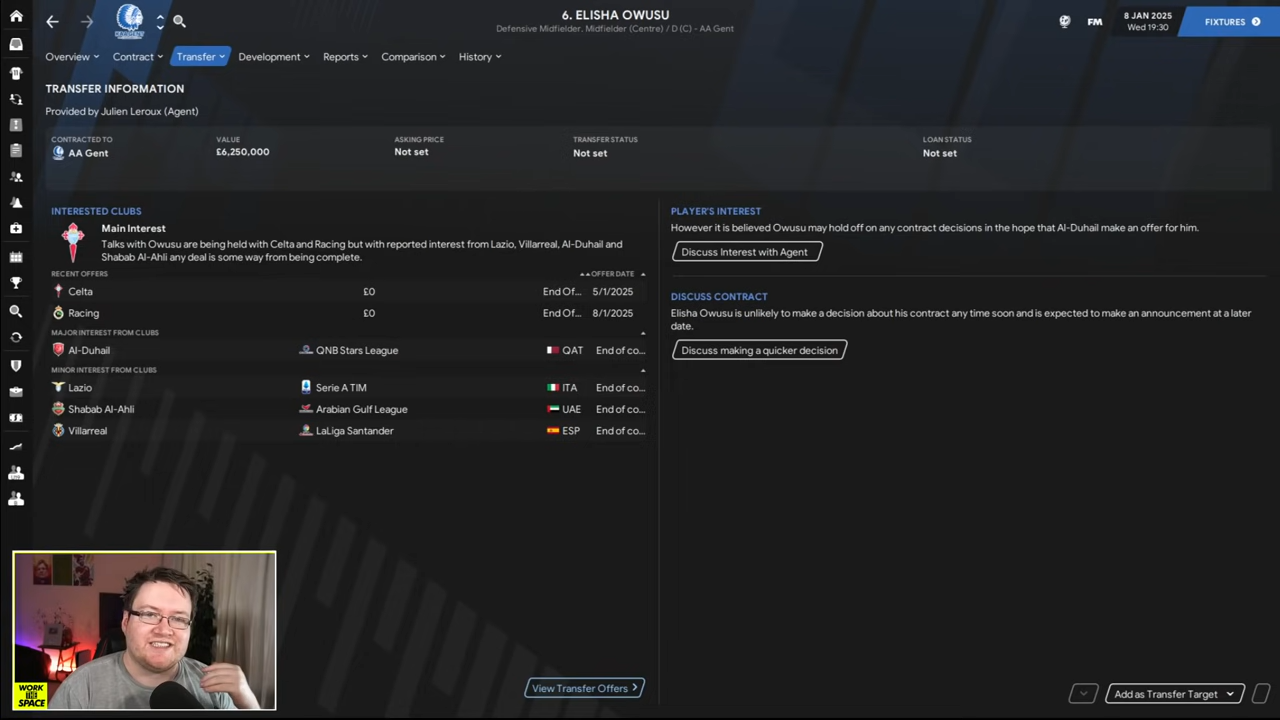 6. ELISHA OWUSU
Defensive Midfielder, Midfielder (Centre) / D (C) - AA Gent
FM
8 JAN 2025
Wed 19:30
FIXTURES
Overview
Contract
Transfer
Development
Reports
Comparison
History
TRANSFER INFORMATION
Provided by Julien Leroux (Agent)
CONTRACTED TO
AA Gent
VALUE
£6,250,000
ASKING PRICE
Not set
TRANSFER STATUS
Not set
LOAN STATUS
Not set
INTERESTED CLUBS
Main Interest
Talks with Owusu are being held with Celta and Racing but with reported interest from Lazio, Villarreal, Al-Duhail and
Shabab Al-Ahli any deal is some way from being complete.
RECENT OFFERS OFFER DATE
Celta £0 End Of... 5/1/2025
Racing £0 End Of... 8/1/2025
MAJOR INTEREST FROM CLUBS
Al-Duhail QNB Stars League QAT End of co...
MINOR INTEREST FROM CLUBS
Lazio Serie A TIM ITA End of co...
Shabab Al-Ahli Arabian Gulf League UAE End of co...
Villarreal LaLiga Santander ESP End of co...
View Transfer Offers
PLAYER'S INTEREST
However it is believed Owusu may hold off on any contract decisions in the hope that Al-Duhail make an offer for him.
Discuss Interest with Agent
DISCUSS CONTRACT
Elisha Owusu is unlikely to make a decision about his contract any time soon and is expected to make an announcement at a later
date.
Discuss making a quicker decision
Add as Transfer Target
WORK
THE
SPACE